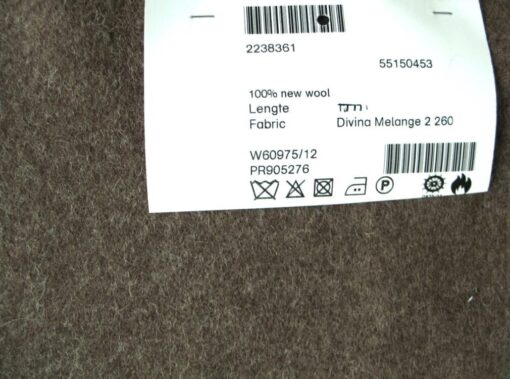 2238361
55150453
100% new wool
Lengte
Fabric Divina Melange 2 260
W60975/12
PR905276
P